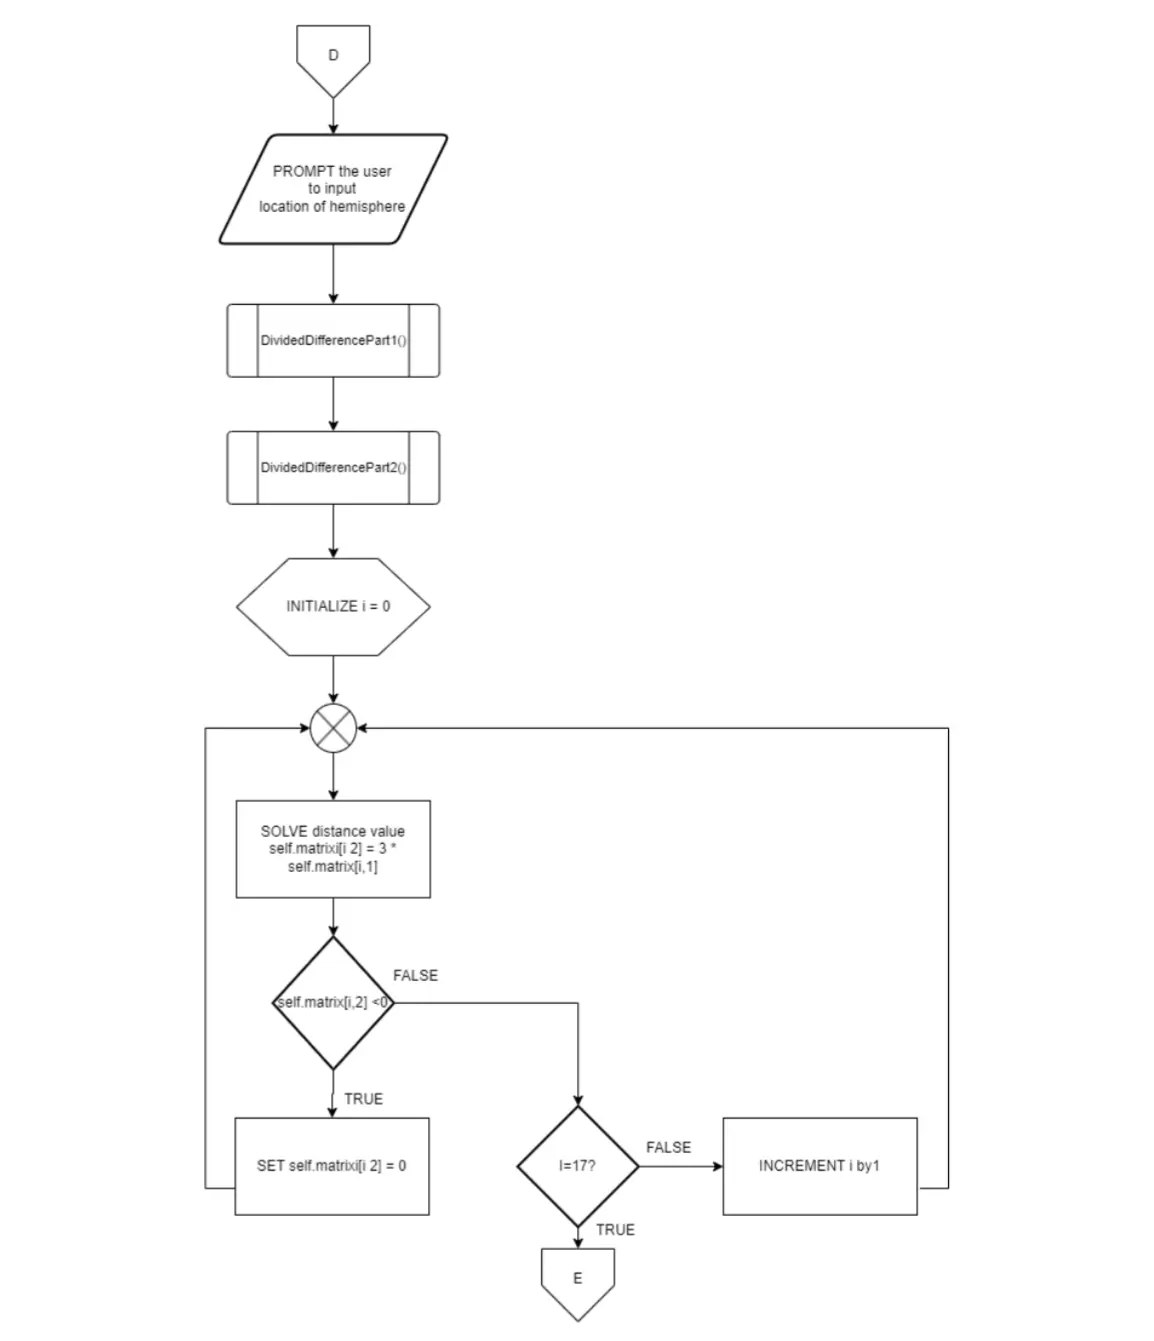 D
PROMPT the user
to input
location of hemisphere
DividedDifferencePart1()
DividedDifferencePart2()
INITIALIZE i = 0
SOLVE distance value
self.matrixi[i 2] = 3 *
self.matrix[i,1]
FALSE
self.matrix[i,2] <0
TRUE
SET self.matrixi[i 2] = 0
I=17?
FALSE
INCREMENT i by1
TRUE
E